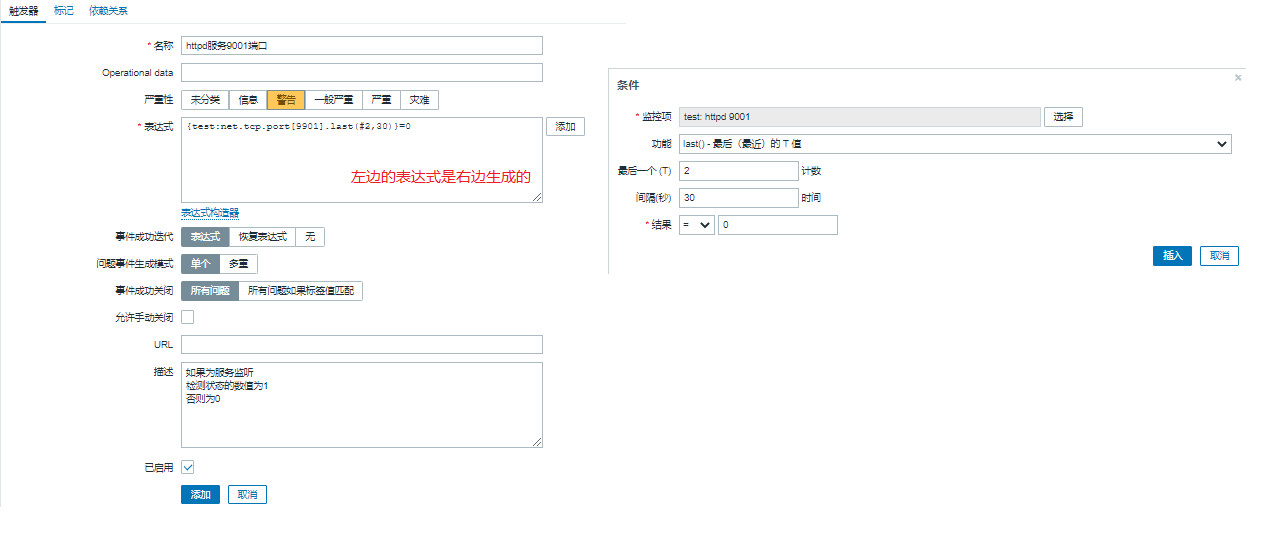 触发器 标记 依赖关系
* 名称 httpd服务9001端口
Operational data
严重性 未分类 信息 警告 一般严重 严重 灾难
* 表达式 {test:net.tcp.port[9901].last(#2,30)}=0 添加
左边的表达式是右边生成的
表达式构造器
事件成功迭代 表达式 恢复表达式 无
问题事件生成模式 单个 多重
事件成功关闭 所有问题 所有问题如果标签值匹配
允许手动关闭
URL
描述 如果为服务监听
检测状态的数值为1
否则为0
已启用
添加 取消
条件 ×
* 监控项 test: httpd 9001 选择
功能 last() - 最后（最近）的 T 值
最后一个 (T) 2 计数
间隔(秒) 30 时间
* 结果 = 0
插入 取消